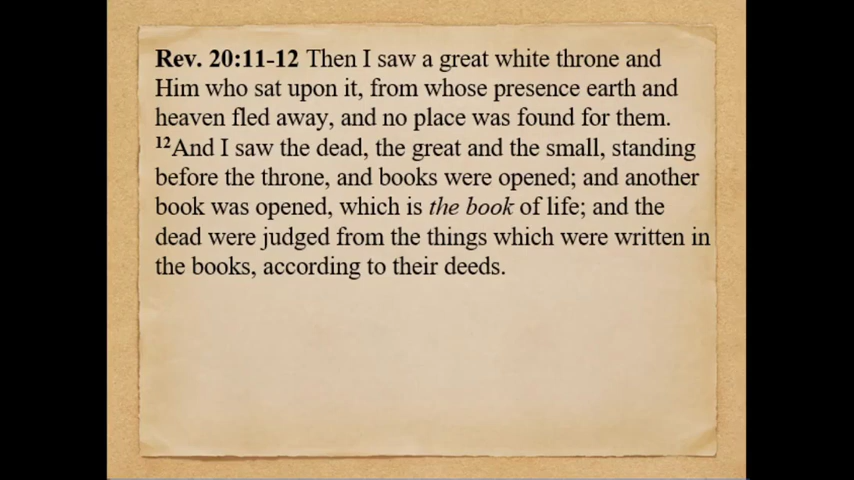 Rev. 20:11-12 Then I saw a great white throne and
Him who sat upon it, from whose presence earth and
heaven fled away, and no place was found for them.
12And I saw the dead, the great and the small, standing
before the throne, and books were opened; and another
book was opened, which is the book of life; and the
dead were judged from the things which were written in
the books, according to their deeds.